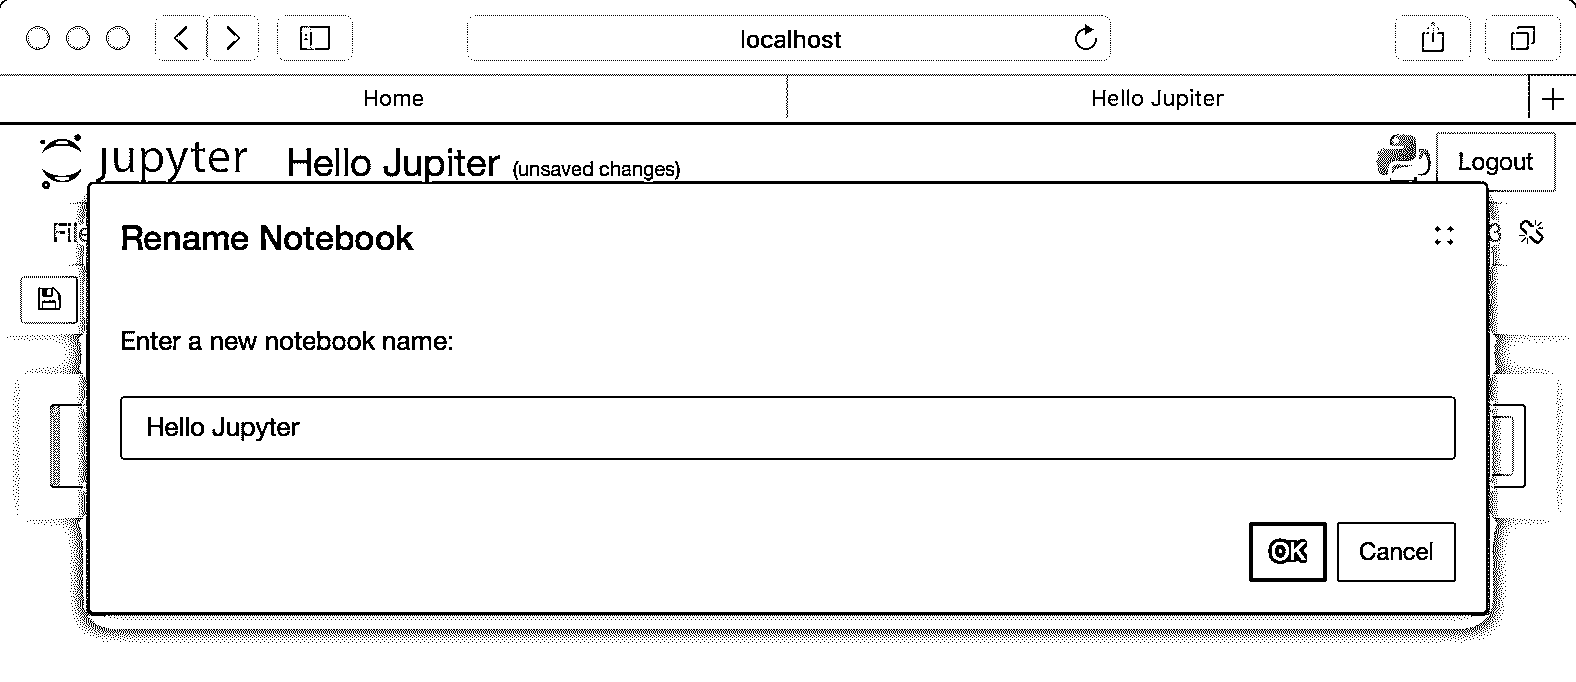 localhost
Home Hello Jupiter
jupyter Hello Jupiter (unsaved changes) Logout
File 3
Rename Notebook
Enter a new notebook name:
Hello Jupyter
OK Cancel